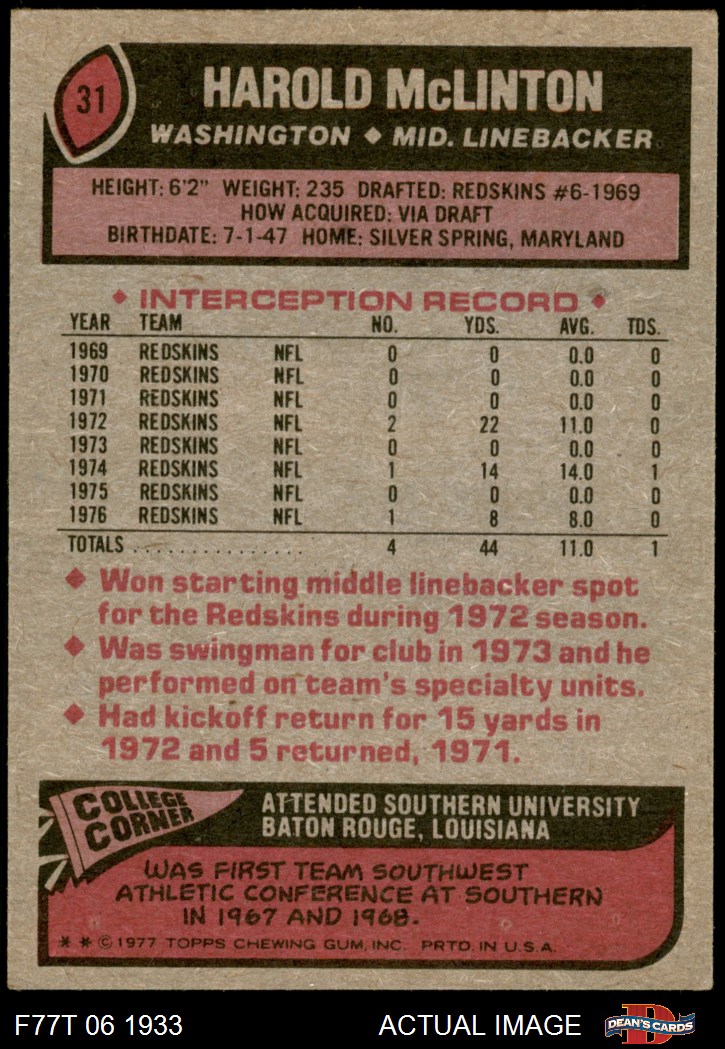 31
HAROLD McLINTON
WASHINGTON ♦ MID. LINEBACKER
HEIGHT: 6'2" WEIGHT: 235 DRAFTED: REDSKINS #6-1969
HOW ACQUIRED: VIA DRAFT
BIRTHDATE: 7-1-47 HOME: SILVER SPRING, MARYLAND
♦ INTERCEPTION RECORD ♦
YEAR TEAM NO. YDS. AVG. TDS.
1969 REDSKINS NFL 0 0 0.0 0
1970 REDSKINS NFL 0 0 0.0 0
1971 REDSKINS NFL 0 0 0.0 0
1972 REDSKINS NFL 2 22 11.0 0
1973 REDSKINS NFL 0 0 0.0 0
1974 REDSKINS NFL 1 14 14.0 1
1975 REDSKINS NFL 0 0 0.0 0
1976 REDSKINS NFL 1 8 8.0 0
TOTALS ................ 4 44 11.0 1
♦ Won starting middle linebacker spot
for the Redskins during 1972 season.
♦ Was swingman for club in 1973 and he
performed on team's specialty units.
♦ Had kickoff return for 15 yards in
1972 and 5 returned, 1971.
COLLEGE
CORNER
ATTENDED SOUTHERN UNIVERSITY
BATON ROUGE, LOUISIANA
WAS FIRST TEAM SOUTHWEST
ATHLETIC CONFERENCE AT SOUTHERN
IN 1967 AND 1968.
* * © 1977 TOPPS CHEWING GUM, INC. PRTD. IN U.S.A.
F77T 06 1933 ACTUAL IMAGE
D
DEAN'S CARDS